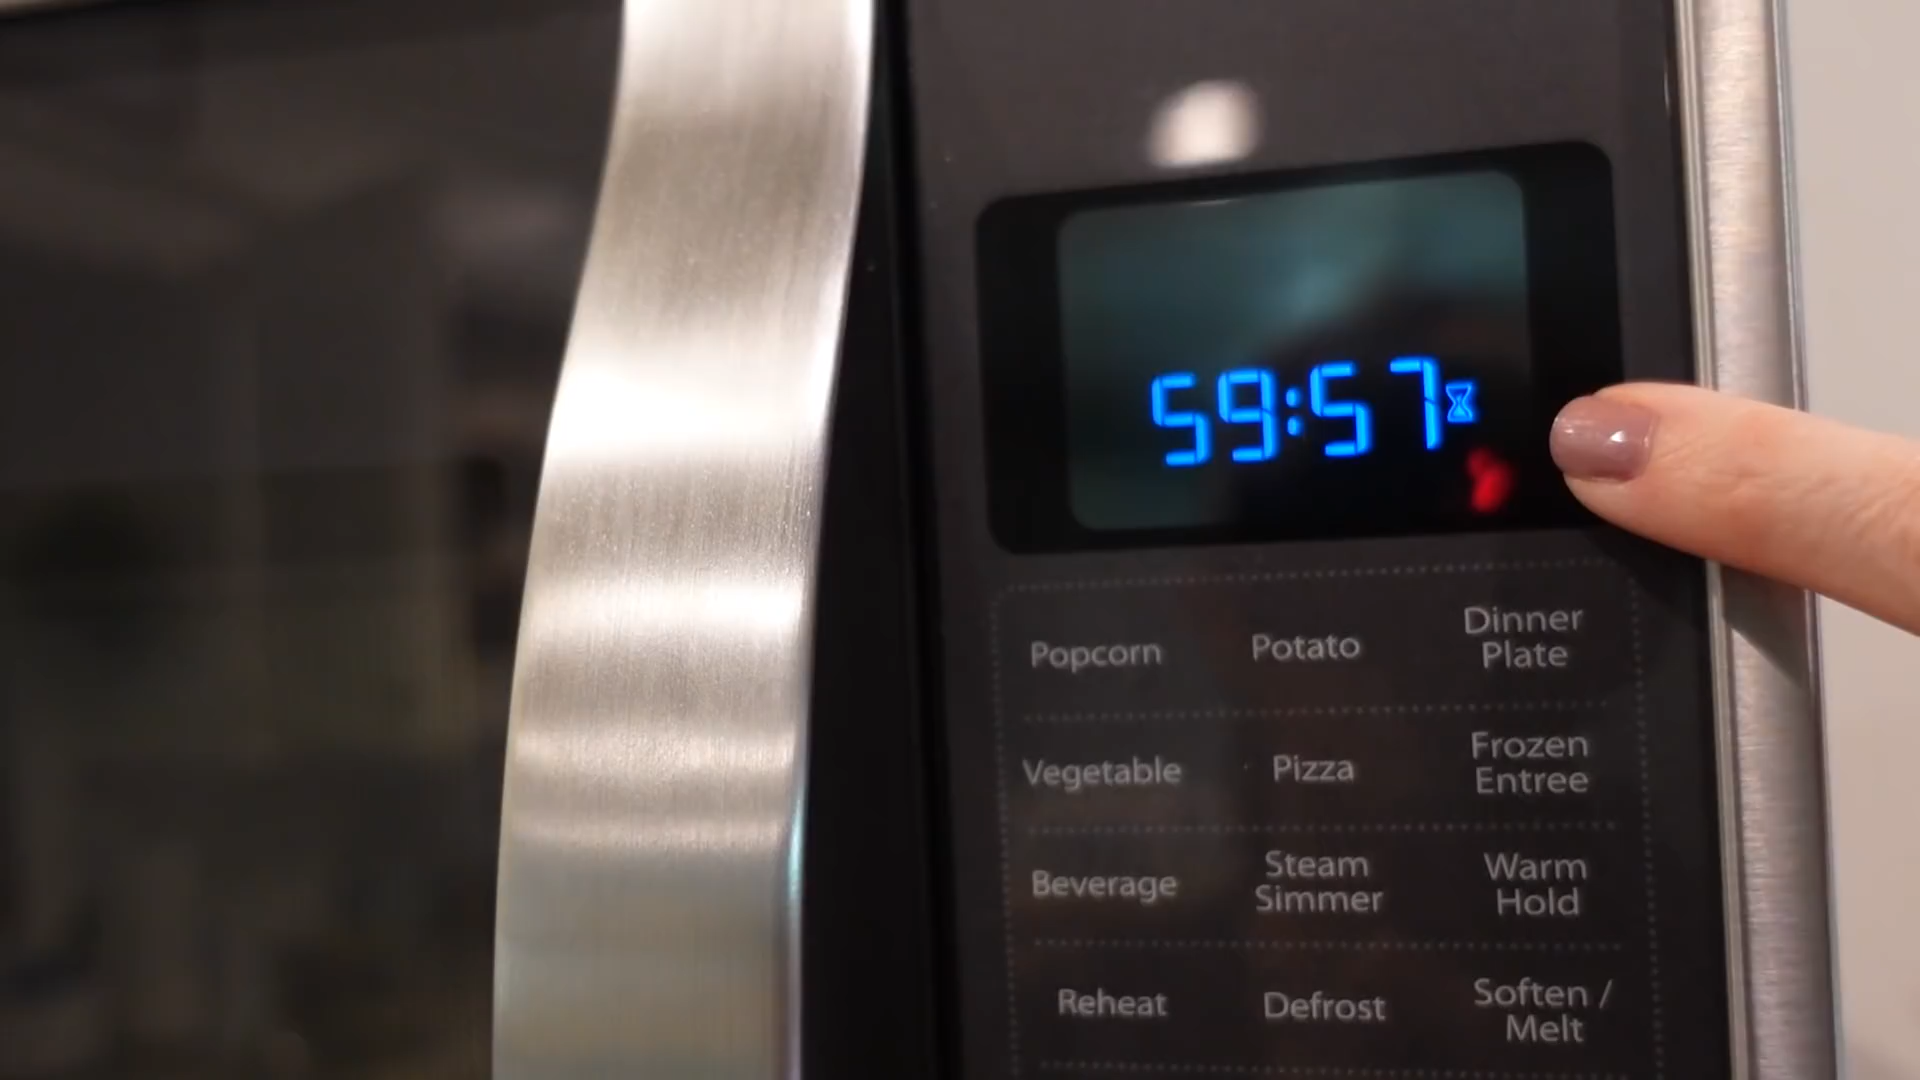 59:57
Popcorn
Potato
Dinner
Plate
Vegetable
Pizza
Frozen
Entree
Beverage
Steam
Simmer
Warm
Hold
Reheat
Defrost
Soften /
Melt